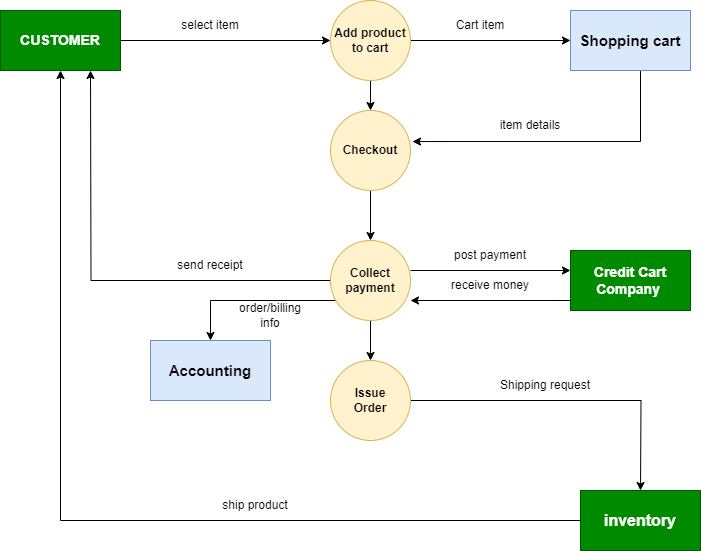 select item
Cart item
CUSTOMER
Add product
to cart
Shopping cart
item details
Checkout
post payment
send receipt
Collect
payment
Credit Cart
Company
receive money
order/billing
info
Accounting
Shipping request
Issue
Order
ship product
inventory